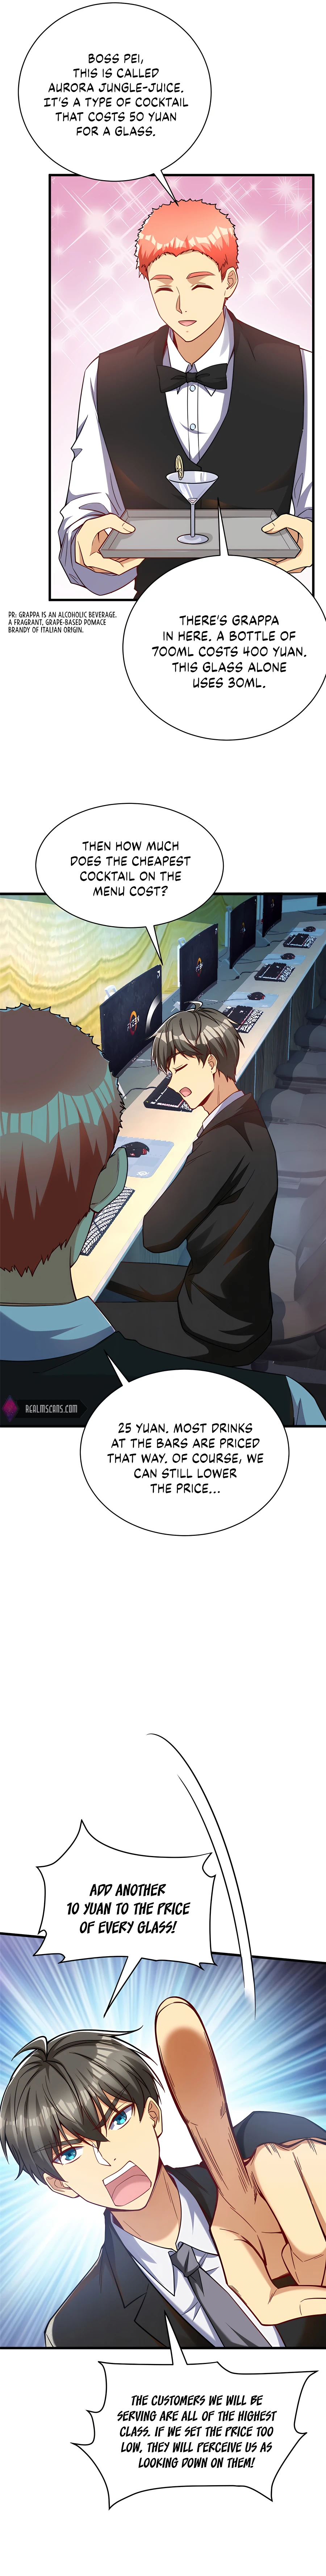 BOSS PEI,
THIS IS CALLED
AURORA JUNGLE-JUICE.
IT'S A TYPE OF COCKTAIL
THAT COSTS 50 YUAN
FOR A GLASS.
PR: GRAPPA IS AN ALCOHOLIC BEVERAGE.
A FRAGRANT, GRAPE-BASED POMACE
BRANDY OF ITALIAN ORIGIN.
THERE'S GRAPPA
IN HERE. A BOTTLE OF
700ML COSTS 400 YUAN.
THIS GLASS ALONE
USES 30ML.
THEN HOW MUCH
DOES THE CHEAPEST
COCKTAIL ON THE
MENU COST?
REALMSCANS.COM
25 YUAN. MOST DRINKS
AT THE BARS ARE PRICED
THAT WAY. OF COURSE, WE
CAN STILL LOWER
THE PRICE...
ADD ANOTHER
10 YUAN TO THE PRICE
OF EVERY GLASS!
THE CUSTOMERS WE WILL BE
SERVING ARE ALL OF THE HIGHEST
CLASS. IF WE SET THE PRICE TOO
LOW, THEY WILL PERCEIVE US AS
LOOKING DOWN ON THEM!